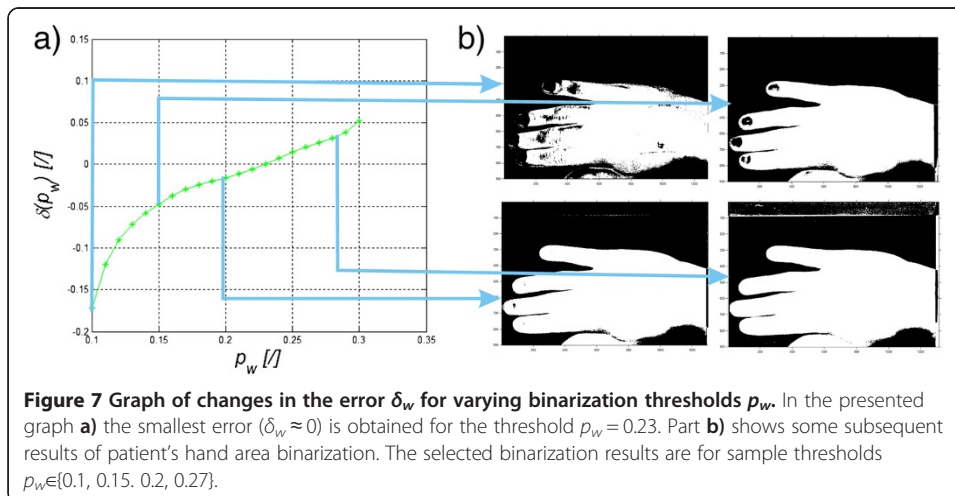 a)
b)
0.15
0.1
0.05
0
-0.05
-0.1
-0.15
-0.2
δ(p_w) [/]
0.1 0.15 0.2 0.25 0.3 0.35
p_w [/]
Figure 7 Graph of changes in the error δ_w for varying binarization thresholds p_w. In the presented
graph a) the smallest error (δ_w ≈ 0) is obtained for the threshold p_w = 0.23. Part b) shows some subsequent
results of patient's hand area binarization. The selected binarization results are for sample thresholds
p_w∈{0.1, 0.15. 0.2, 0.27}.